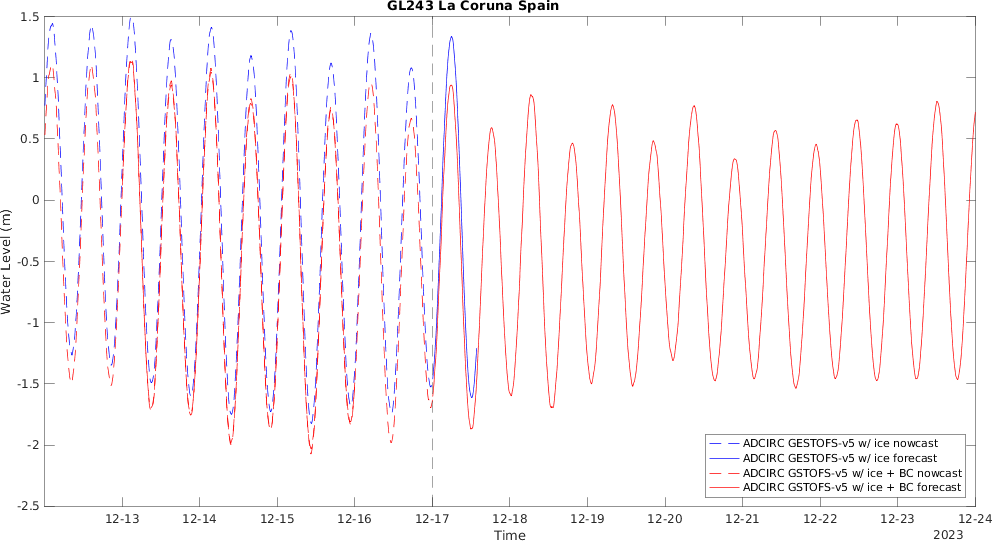 GL243 La Coruna Spain
1.5
1
0.5
0
-0.5
-1
-1.5
-2
-2.5
Water Level (m)
ADCIRC GESTOFS-v5 w/ ice nowcast
ADCIRC GESTOFS-v5 w/ ice forecast
ADCIRC GSTOFS-v5 w/ ice + BC nowcast
ADCIRC GSTOFS-v5 w/ ice + BC forecast
12-13 12-14 12-15 12-16 12-17 12-18 12-19 12-20 12-21 12-22 12-23 12-24
Time
2023